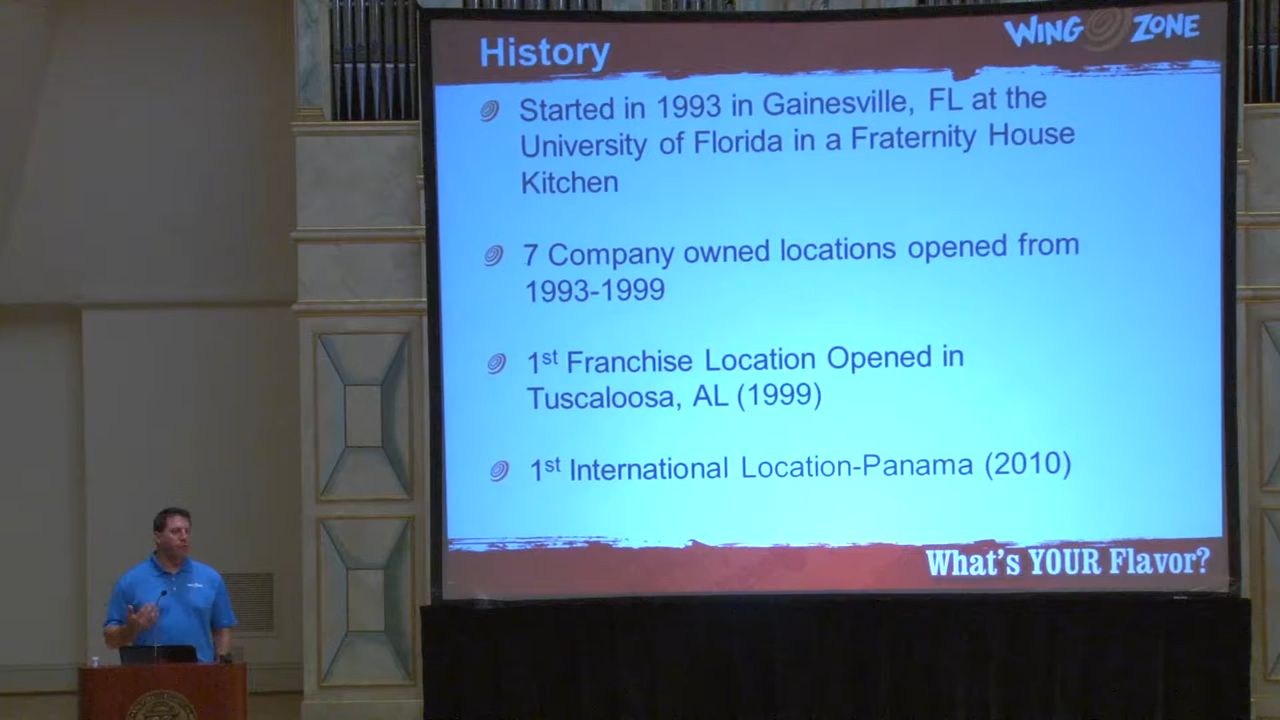 History
WING ZONE
Started in 1993 in Gainesville, FL at the
University of Florida in a Fraternity House
Kitchen
7 Company owned locations opened from
1993-1999
1st Franchise Location Opened in
Tuscaloosa, AL (1999)
1st International Location-Panama (2010)
What's YOUR Flavor?